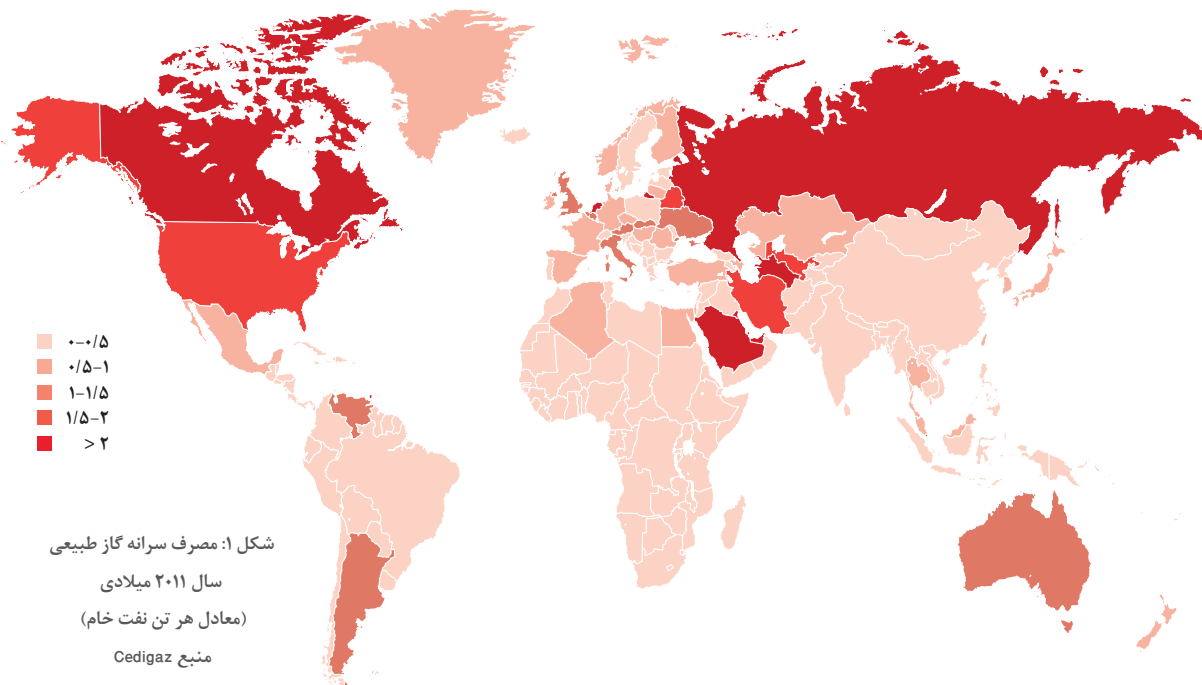 ۰-۰/۵
۰/۵-۱
۱-۱/۵
۱/۵-۲
> ۲
شکل ۱: مصرف سرانه گاز طبیعی
سال ۲۰۱۱ میلادی
(معادل هر تن نفت خام)
منبع Cedigaz